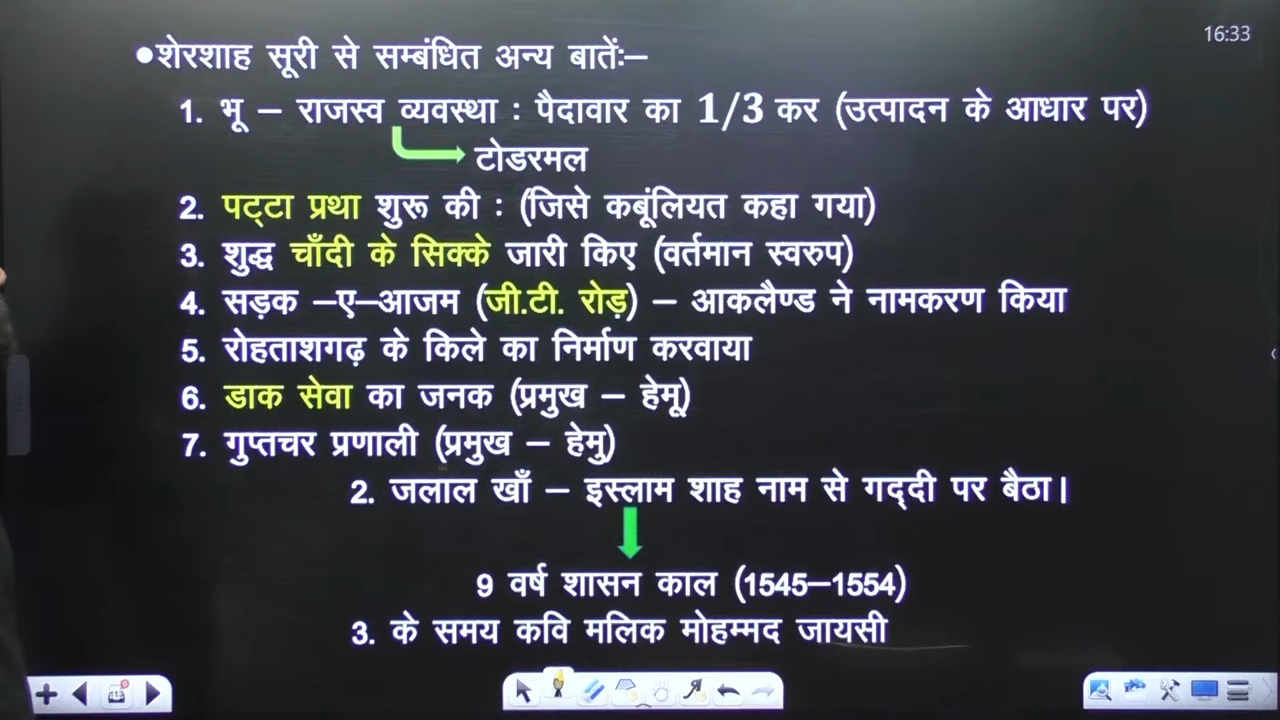 16:33
●शेरशाह सूरी से सम्बंधित अन्य बातेंः–
1. भू – राजस्व व्यवस्था : पैदावार का 1/3 कर (उत्पादन के आधार पर)
टोडरमल
2. पट्टा प्रथा शुरू की : (जिसे कबूंलियत कहा गया)
3. शुद्ध चाँदी के सिक्के जारी किए (वर्तमान स्वरुप)
4. सड़क –ए–आजम (जी.टी. रोड़) – आकलैण्ड ने नामकरण किया
5. रोहताशगढ़ के किले का निर्माण करवाया
6. डाक सेवा का जनक (प्रमुख – हेमू)
7. गुप्तचर प्रणाली (प्रमुख – हेमु)
2. जलाल खाँ – इस्लाम शाह नाम से गद्दी पर बैठा।
9 वर्ष शासन काल (1545–1554)
3. के समय कवि मलिक मोहम्मद जायसी